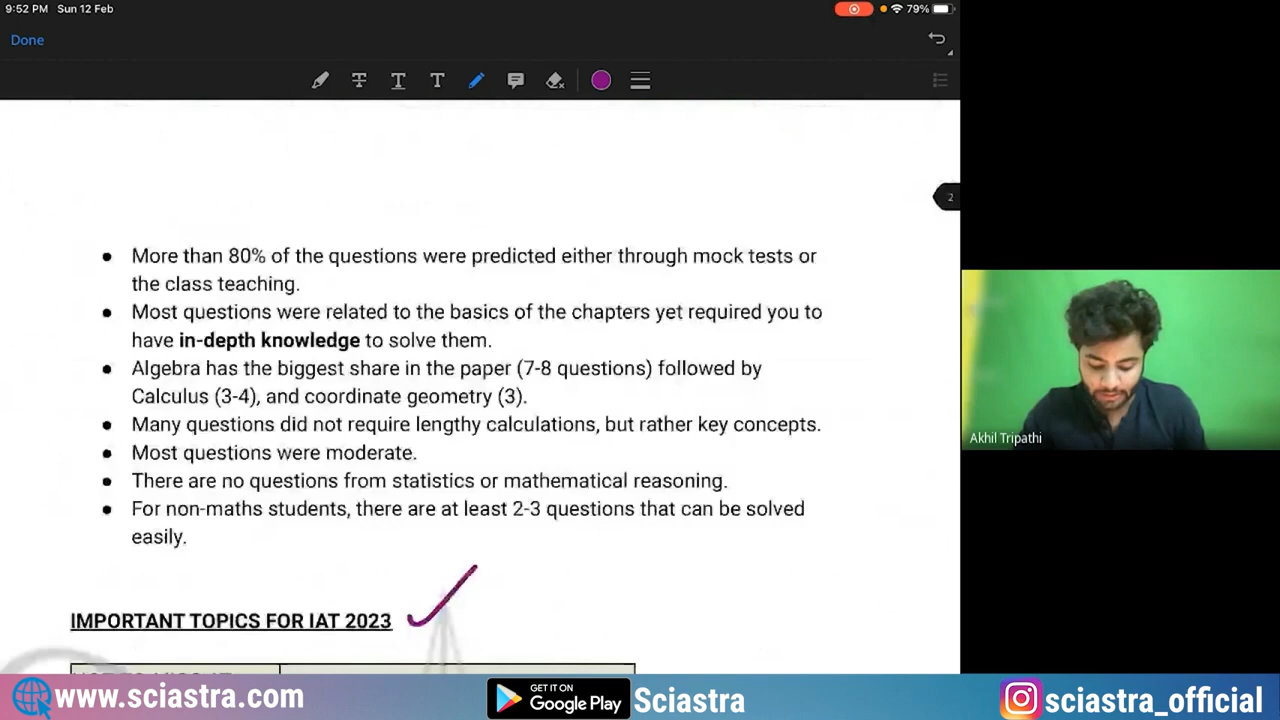 9:52 PM Sun 12 Feb
79%
Done
T T T
2
More than 80% of the questions were predicted either through mock tests or
the class teaching.
Most questions were related to the basics of the chapters yet required you to
have in-depth knowledge to solve them.
Algebra has the biggest share in the paper (7-8 questions) followed by
Calculus (3-4), and coordinate geometry (3).
Many questions did not require lengthy calculations, but rather key concepts.
Most questions were moderate.
There are no questions from statistics or mathematical reasoning.
For non-maths students, there are at least 2-3 questions that can be solved
easily.
Akhil Tripathi
IMPORTANT TOPICS FOR IAT 2023
www.sciastra.com
GET IT ON
Google Play
Sciastra
sciastra_official